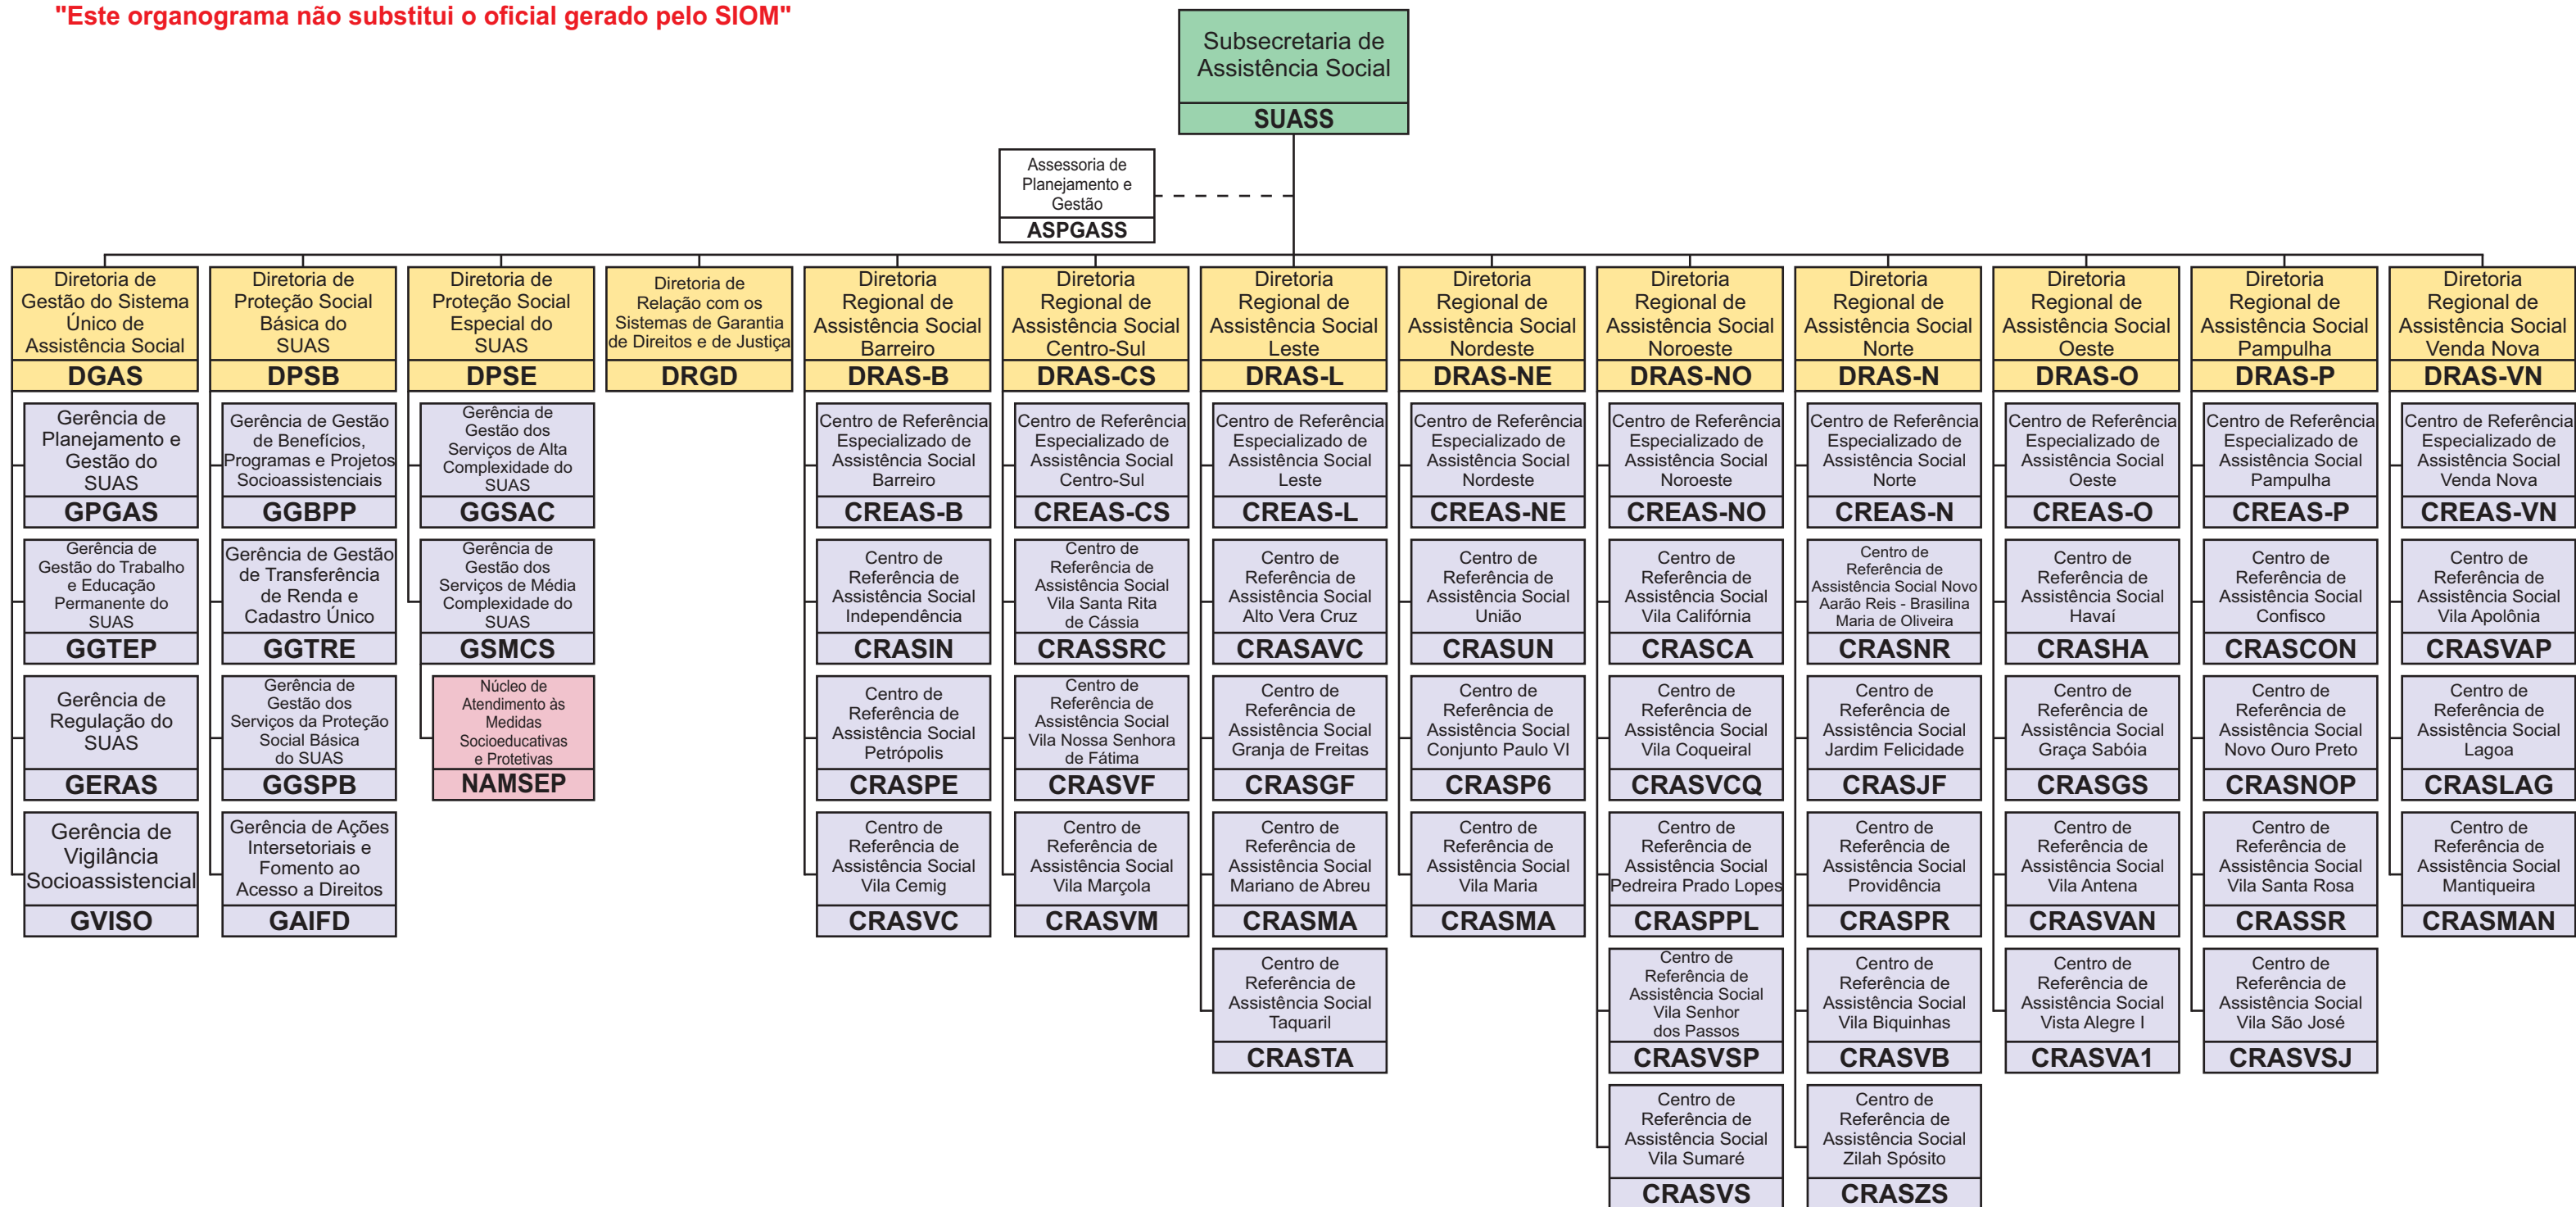 "Este organograma não substitui o oficial gerado pelo SIOM"
Subsecretaria de
Assistência Social
SUASS
Assessoria de
Planejamento e
Gestão
ASPGASS
Diretoria de
Gestão do Sistema
Único de
Assistência Social
DGAS
Gerência de
Planejamento e
Gestão do
SUAS
GPGAS
Gerência de
Gestão do Trabalho
e Educação
Permanente do
SUAS
GGTEP
Gerência de
Regulação do
SUAS
GERAS
Gerência de
Vigilância
Socioassistencial
GVISO
Diretoria de
Proteção Social
Básica do
SUAS
DPSB
Gerência de Gestão
de Benefícios,
Programas e Projetos
Socioassistenciais
GGBPP
Gerência de Gestão
de Transferência
de Renda e
Cadastro Único
GGTRE
Gerência de
Gestão dos
Serviços da Proteção
Social Básica
do SUAS
GGSPB
Gerência de Ações
Intersetoriais e
Fomento ao
Acesso a Direitos
GAIFD
Diretoria de
Proteção Social
Especial do
SUAS
DPSE
Gerência de
Gestão dos
Serviços de Alta
Complexidade do
SUAS
GGSAC
Gerência de
Gestão dos
Serviços de Média
Complexidade do
SUAS
GSMCS
Núcleo de
Atendimento às
Medidas
Socioeducativas
e Protetivas
NAMSEP
Diretoria de
Relação com os
Sistemas de Garantia
de Direitos e de Justiça
DRGD
Diretoria
Regional de
Assistência Social
Barreiro
DRAS-B
Centro de Referência
Especializado de
Assistência Social
Barreiro
CREAS-B
Centro de
Referência de
Assistência Social
Independência
CRASIN
Centro de
Referência de
Assistência Social
Petrópolis
CRASPE
Centro de
Referência de
Assistência Social
Vila Cemig
CRASVC
Diretoria
Regional de
Assistência Social
Centro-Sul
DRAS-CS
Centro de Referência
Especializado de
Assistência Social
Centro-Sul
CREAS-CS
Centro de
Referência de
Assistência Social
Vila Santa Rita
de Cássia
CRASSRC
Centro de
Referência de
Assistência Social
Vila Nossa Senhora
de Fátima
CRASVF
Centro de
Referência de
Assistência Social
Vila Marçola
CRASVM
Diretoria
Regional de
Assistência Social
Leste
DRAS-L
Centro de Referência
Especializado de
Assistência Social
Leste
CREAS-L
Centro de
Referência de
Assistência Social
Alto Vera Cruz
CRASAVC
Centro de
Referência de
Assistência Social
Granja de Freitas
CRASGF
Centro de
Referência de
Assistência Social
Mariano de Abreu
CRASMA
Centro de
Referência de
Assistência Social
Taquaril
CRASTA
Diretoria
Regional de
Assistência Social
Nordeste
DRAS-NE
Centro de Referência
Especializado de
Assistência Social
Nordeste
CREAS-NE
Centro de
Referência de
Assistência Social
União
CRASUN
Centro de
Referência de
Assistência Social
Conjunto Paulo VI
CRASP6
Centro de
Referência de
Assistência Social
Vila Maria
CRASMA
Diretoria
Regional de
Assistência Social
Noroeste
DRAS-NO
Centro de Referência
Especializado de
Assistência Social
Noroeste
CREAS-NO
Centro de
Referência de
Assistência Social
Vila Califórnia
CRASCA
Centro de
Referência de
Assistência Social
Vila Coqueiral
CRASVCQ
Centro de
Referência de
Assistência Social
Pedreira Prado Lopes
CRASPPL
Centro de
Referência de
Assistência Social
Vila Senhor
dos Passos
CRASVSP
Centro de
Referência de
Assistência Social
Vila Sumaré
CRASVS
Diretoria
Regional de
Assistência Social
Norte
DRAS-N
Centro de Referência
Especializado de
Assistência Social
Norte
CREAS-N
Centro de
Referência de
Assistência Social Novo
Aarão Reis - Brasilina
Maria de Oliveira
CRASNR
Centro de
Referência de
Assistência Social
Jardim Felicidade
CRASJF
Centro de
Referência de
Assistência Social
Providência
CRASPR
Centro de
Referência de
Assistência Social
Vila Biquinhas
CRASVB
Centro de
Referência de
Assistência Social
Zilah Spósito
CRASZS
Diretoria
Regional de
Assistência Social
Oeste
DRAS-O
Centro de Referência
Especializado de
Assistência Social
Oeste
CREAS-O
Centro de
Referência de
Assistência Social
Havaí
CRASHA
Centro de
Referência de
Assistência Social
Graça Sabóia
CRASGS
Centro de
Referência de
Assistência Social
Vila Antena
CRASVAN
Centro de
Referência de
Assistência Social
Vista Alegre I
CRASVA1
Diretoria
Regional de
Assistência Social
Pampulha
DRAS-P
Centro de Referência
Especializado de
Assistência Social
Pampulha
CREAS-P
Centro de
Referência de
Assistência Social
Confisco
CRASCON
Centro de
Referência de
Assistência Social
Novo Ouro Preto
CRASNOP
Centro de
Referência de
Assistência Social
Vila Santa Rosa
CRASSR
Centro de
Referência de
Assistência Social
Vila São José
CRASVSJ
Diretoria
Regional de
Assistência Social
Venda Nova
DRAS-VN
Centro de Referência
Especializado de
Assistência Social
Venda Nova
CREAS-VN
Centro de
Referência de
Assistência Social
Vila Apolônia
CRASVAP
Centro de
Referência de
Assistência Social
Lagoa
CRASLAG
Centro de
Referência de
Assistência Social
Mantiqueira
CRASMAN